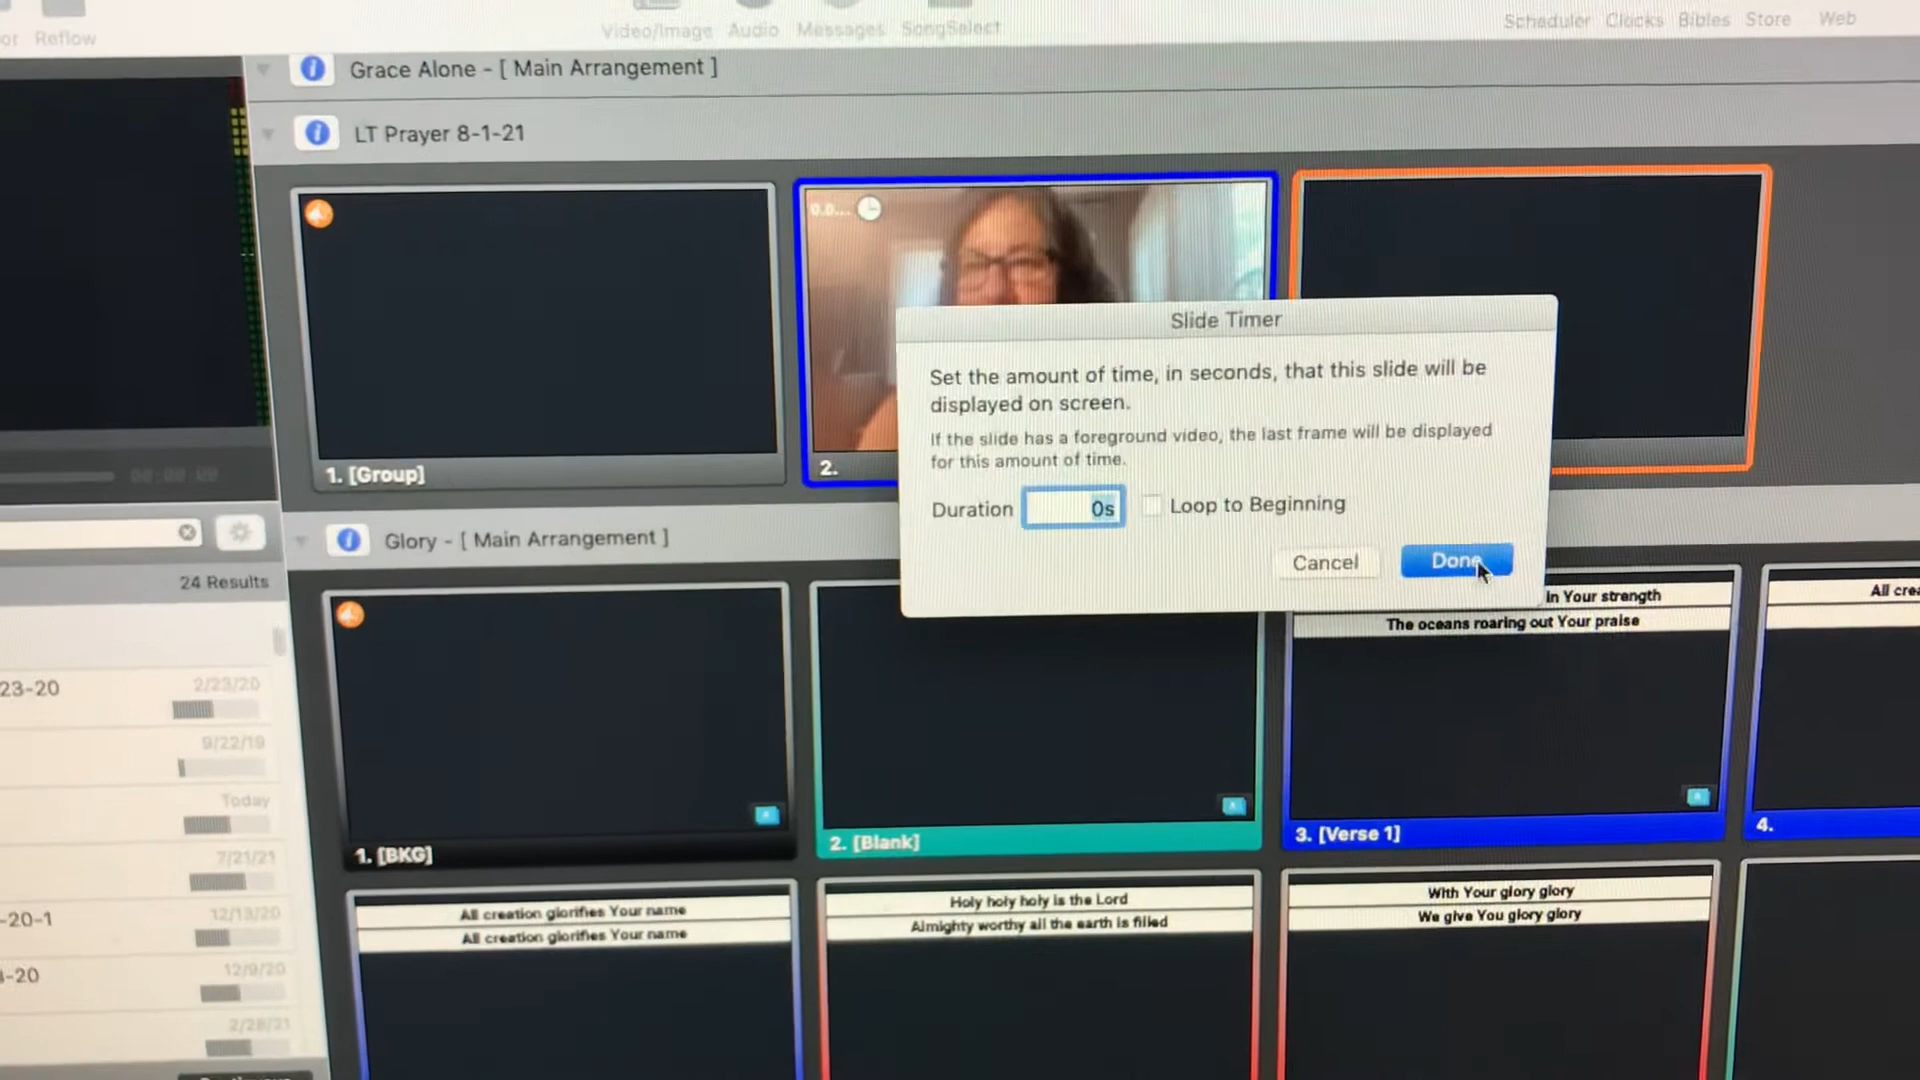 Reflow
Video/Image Audio Messages SongSelect
Scheduler Clocks Bibles Store Web
Grace Alone - [ Main Arrangement ]
LT Prayer 8-1-21
0.0...
1. [Group]
2.
Slide Timer
Set the amount of time, in seconds, that this slide will be
displayed on screen.
If the slide has a foreground video, the last frame will be displayed
for this amount of time.
Duration 0s Loop to Beginning
Cancel Done
00:00:00
Glory - [ Main Arrangement ]
24 Results
23-20 2/23/20
9/22/19
Today
7/21/21
-20-1 12/13/20
-20 12/9/20
2/28/21
in Your strength
The oceans roaring out Your praise
All crea
1. [BKG]
2. [Blank]
3. [Verse 1]
4.
All creation glorifies Your name
All creation glorifies Your name
Holy holy holy is the Lord
Almighty worthy all the earth is filled
With Your glory glory
We give You glory glory